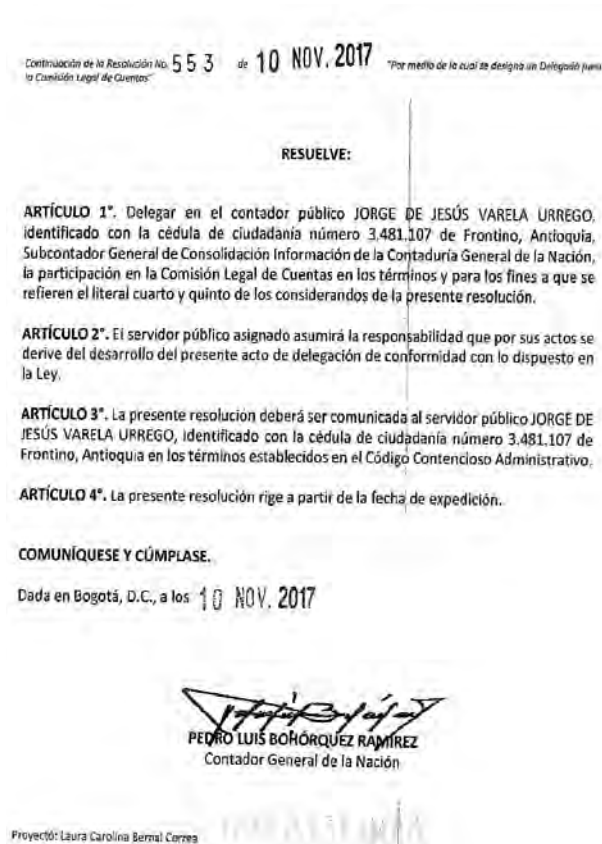 Continuación de la Resolución No. 553 de 10 NOV. 2017 "Por medio de la cual se designa un Delegado para
la Comisión Legal de Cuentas"
RESUELVE:
ARTÍCULO 1°. Delegar en el contador público JORGE DE JESÚS VARELA URREGO,
identificado con la cédula de ciudadanía número 3.481.107 de Frontino, Antioquia,
Subcontador General de Consolidación Información de la Contaduría General de la Nación,
la participación en la Comisión Legal de Cuentas en los términos y para los fines a que se
refieren el literal cuarto y quinto de los considerandos de la presente resolución.
ARTÍCULO 2°. El servidor público asignado asumirá la responsabilidad que por sus actos se
derive del desarrollo del presente acto de delegación de conformidad con lo dispuesto en
la Ley.
ARTÍCULO 3°. La presente resolución deberá ser comunicada al servidor público JORGE DE
JESÚS VARELA URREGO, identificado con la cédula de ciudadanía número 3.481.107 de
Frontino, Antioquia en los términos establecidos en el Código Contencioso Administrativo.
ARTÍCULO 4°. La presente resolución rige a partir de la fecha de expedición.
COMUNÍQUESE Y CÚMPLASE.
Dada en Bogotá, D.C., a los 10 NOV. 2017
PEDRO LUIS BOHÓRQUEZ RAMÍREZ
Contador General de la Nación
Proyectó: Laura Carolina Bernal Correa